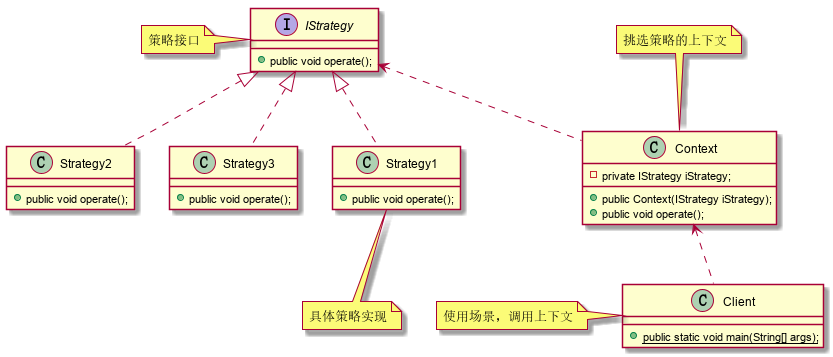 策略接口
I IStrategy
public void operate();
挑选策略的上下文
C Strategy2
public void operate();
C Strategy3
public void operate();
C Strategy1
public void operate();
C Context
private IStrategy iStrategy;
public Context(IStrategy iStrategy);
public void operate();
具体策略实现
使用场景，调用上下文
C Client
public static void main(String[] args);